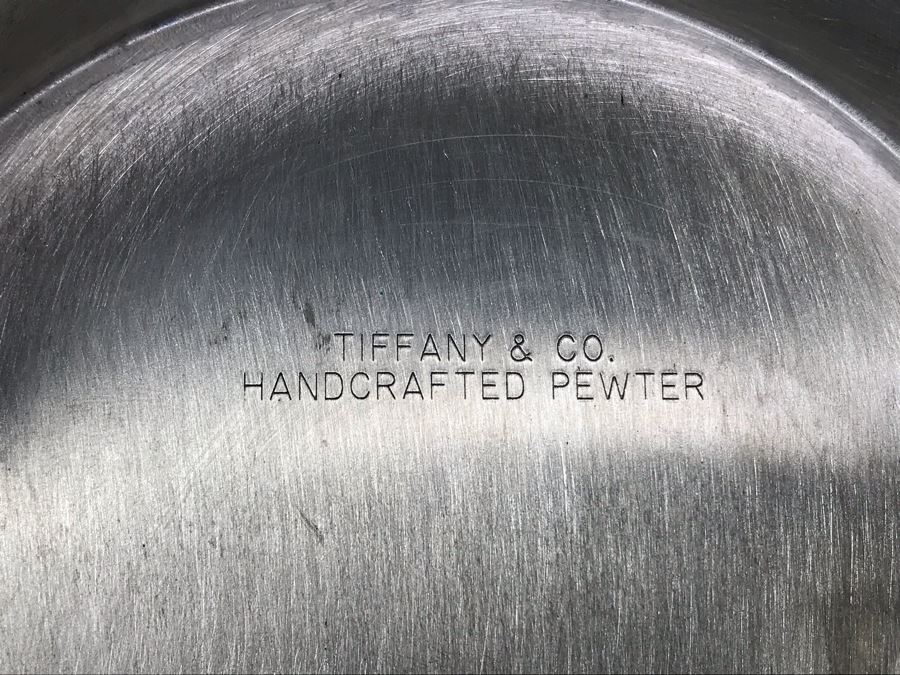 TIFFANY & CO.
HANDCRAFTED PEWTER